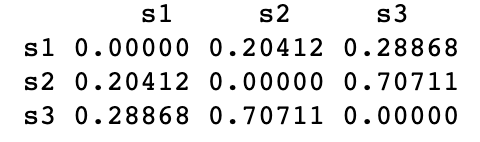 s1 s2 s3
s1 0.00000 0.20412 0.28868
s2 0.20412 0.00000 0.70711
s3 0.28868 0.70711 0.00000